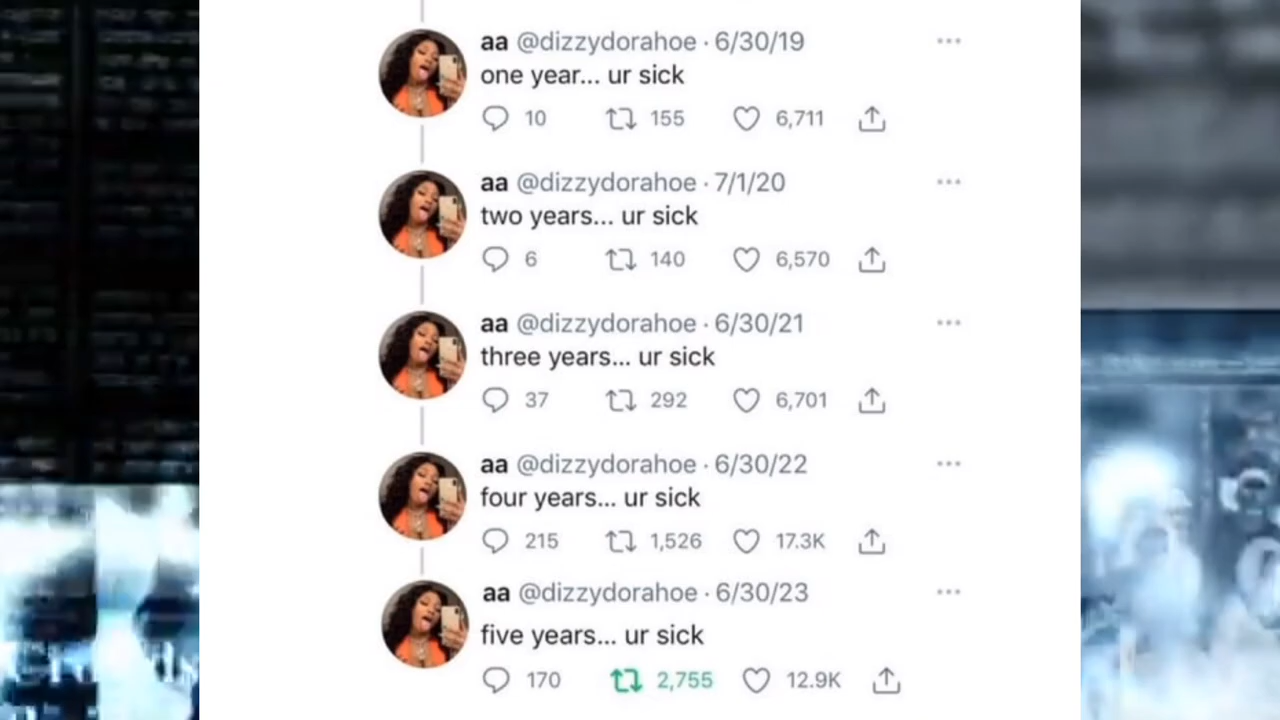 aa @dizzydorahoe · 6/30/19
one year... ur sick
10 155 6,711
aa @dizzydorahoe · 7/1/20
two years... ur sick
6 140 6,570
aa @dizzydorahoe · 6/30/21
three years... ur sick
37 292 6,701
aa @dizzydorahoe · 6/30/22
four years... ur sick
215 1,526 17.3K
aa @dizzydorahoe · 6/30/23
five years... ur sick
170 2,755 12.9K